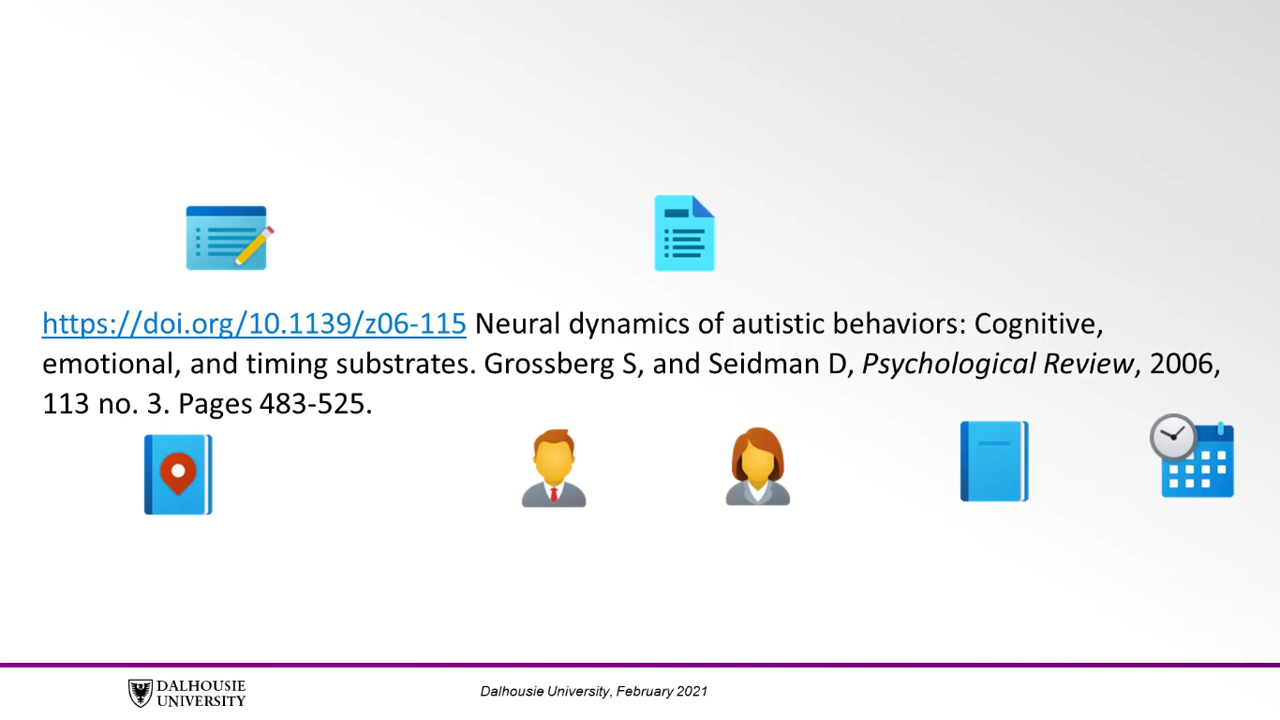 https://doi.org/10.1139/z06-115 Neural dynamics of autistic behaviors: Cognitive,
emotional, and timing substrates. Grossberg S, and Seidman D, Psychological Review, 2006,
113 no. 3. Pages 483-525.
DALHOUSIE
UNIVERSITY
Dalhousie University, February 2021